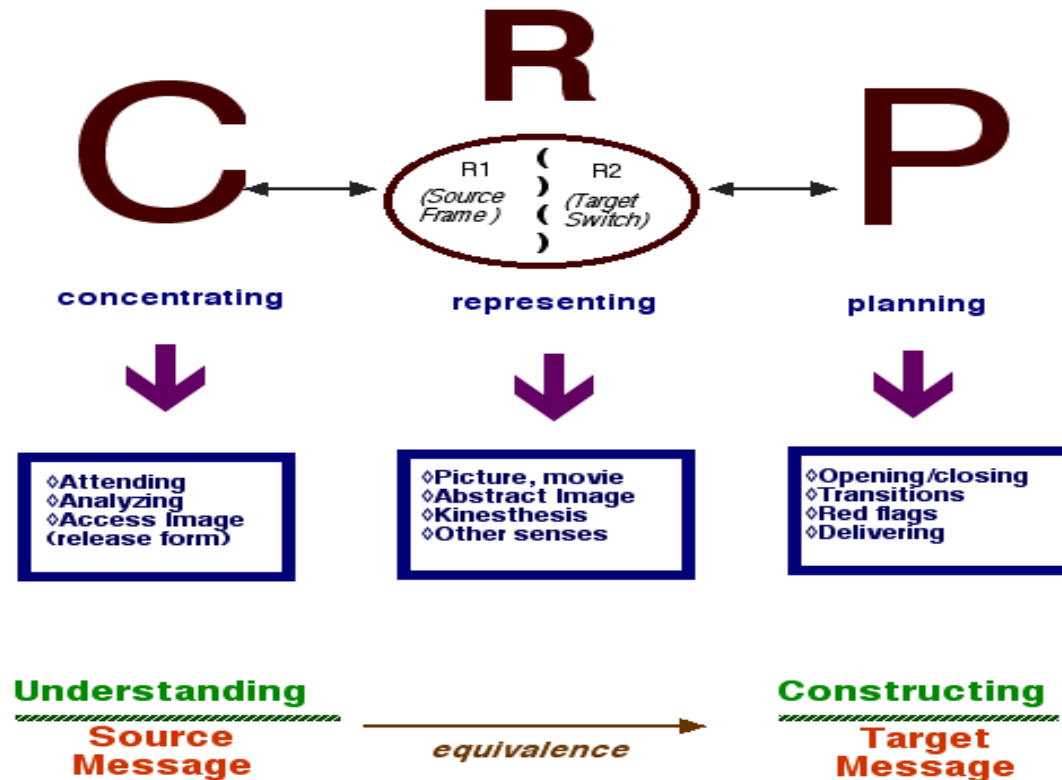 C
R
P
R1
(Source
Frame )
R2
(Target
Switch)
concentrating
representing
planning
◊Attending
◊Analyzing
◊Access Image
(release form)
◊Picture, movie
◊Abstract Image
◊Kinesthesis
◊Other senses
◊Opening/closing
◊Transitions
◊Red flags
◊Delivering
Understanding
Source
Message
equivalence
Constructing
Target
Message